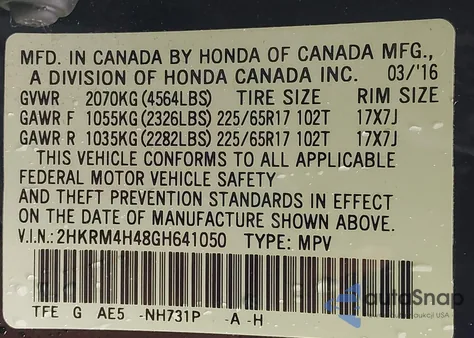 MFD. IN CANADA BY HONDA OF CANADA MFG.,
A DIVISION OF HONDA CANADA INC. 03/'16
GVWR 2070KG(4564LBS) TIRE SIZE RIM SIZE
GAWR F 1055KG(2326LBS) 225/65R17 102T 17X7J
GAWR R 1035KG(2282LBS) 225/65R17 102T 17X7J
THIS VEHICLE CONFORMS TO ALL APPLICABLE
FEDERAL MOTOR VEHICLE SAFETY
AND THEFT PREVENTION STANDARDS IN EFFECT
ON THE DATE OF MANUFACTURE SHOWN ABOVE.
V.I.N.: 2HKRM4H48GH641050 TYPE: MPV
TFE G AE5 -NH731P -A -H
autoSnap